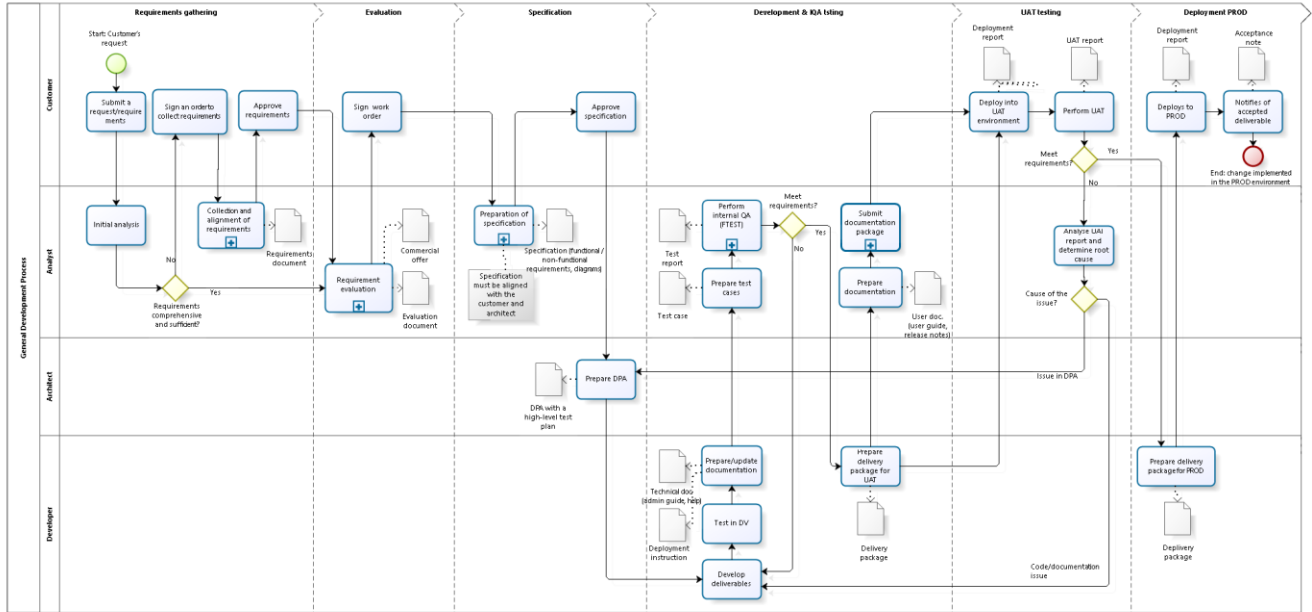 Requirements gathering
Evaluation
Specification
Development & IQA tsting
UAT testing
Deployment PROD
General Development Process
Customer
Start: Customer's
request
Submit a
request/require
ments
Sign an order to
collect requirements
Approve
requirements
Sign work
order
Approve
specification
Deployment
report
UAT report
Deploy into
UAT
environment
Perform UAT
Meet
requirements?
Yes
No
Deployment
report
Acceptance
note
Deploys to
PROD
Notifies of
accepted
deliverable
End: change implemented
in the PROD environment
Analyst
Initial analysis
No
Yes
Requirements
comprehensive
and sufficient?
Collection and
alignment of
requirements
Requirements
document
Requirement
evaluation
Commercial
offer
Evaluation
document
Preparation of
specification
Specification (functional /
non-functional
requirements, diagrams)
Specification
must be aligned
with the
customer and
architect
Perform
internal QA
(FTEST)
Test
report
Meet
requirements?
Yes
No
Prepare test
cases
Test case
Submit
documentation
package
Prepare
documentation
User doc.
(user guide,
release notes)
Analyse UAT
report and
determine root
cause
Cause of the
issue?
Architect
Prepare DPA
DPA with a
high-level test
plan
Issue in DPA
Developer
Prepare/update
documentation
Technical doc
(admin guide, help)
Test in DV
Deployment
instruction
Develop
deliverables
Prepare
delivery
package for
UAT
Delivery
package
Code/documentation
issue
Prepare delivery
package for PROD
Deplivery
package